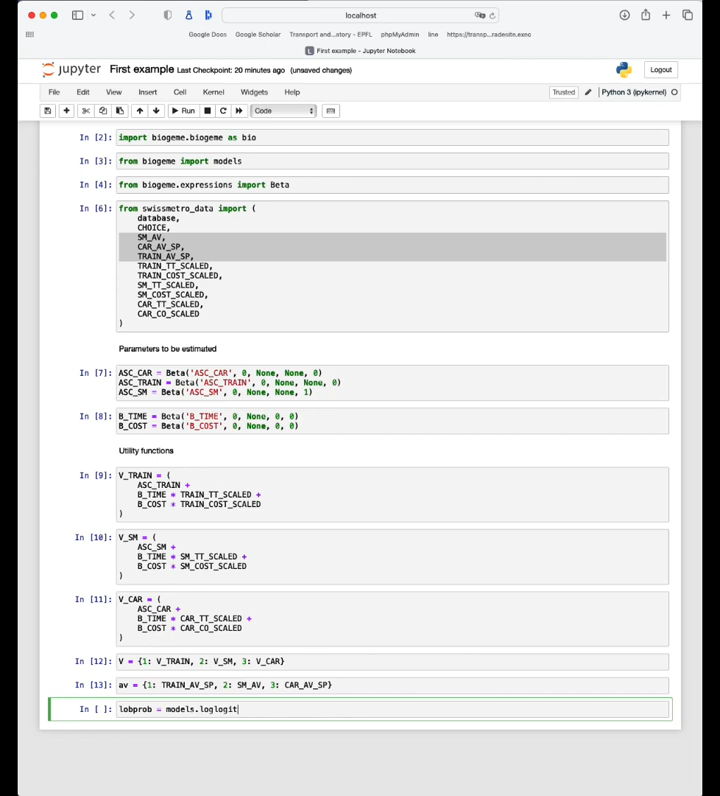 localhost
Google Docs Google Scholar Transport and...story - EPFL phpMyAdmin line https://transp...radesite.exec
First example - Jupyter Notebook
jupyter First example Last Checkpoint: 20 minutes ago (unsaved changes)
Logout
File Edit View Insert Cell Kernel Widgets Help
Trusted Python 3 (ipykernel)
Run Code
In [2]: import biogeme.biogeme as bio
In [3]: from biogeme import models
In [4]: from biogeme.expressions import Beta
In [6]: from swissmetro_data import (
database,
CHOICE,
SM_AV,
CAR_AV_SP,
TRAIN_AV_SP,
TRAIN_TT_SCALED,
TRAIN_COST_SCALED,
SM_TT_SCALED,
SM_COST_SCALED,
CAR_TT_SCALED,
CAR_CO_SCALED
)
Parameters to be estimated
In [7]: ASC_CAR = Beta('ASC_CAR', 0, None, None, 0)
ASC_TRAIN = Beta('ASC_TRAIN', 0, None, None, 0)
ASC_SM = Beta('ASC_SM', 0, None, None, 1)
In [8]: B_TIME = Beta('B_TIME', 0, None, 0, 0)
B_COST = Beta('B_COST', 0, None, 0, 0)
Utility functions
In [9]: V_TRAIN = (
ASC_TRAIN +
B_TIME * TRAIN_TT_SCALED +
B_COST * TRAIN_COST_SCALED
)
In [10]: V_SM = (
ASC_SM +
B_TIME * SM_TT_SCALED +
B_COST * SM_COST_SCALED
)
In [11]: V_CAR = (
ASC_CAR +
B_TIME * CAR_TT_SCALED +
B_COST * CAR_CO_SCALED
)
In [12]: V = {1: V_TRAIN, 2: V_SM, 3: V_CAR}
In [13]: av = {1: TRAIN_AV_SP, 2: SM_AV, 3: CAR_AV_SP}
In [ ]: lobprob = models.loglogit